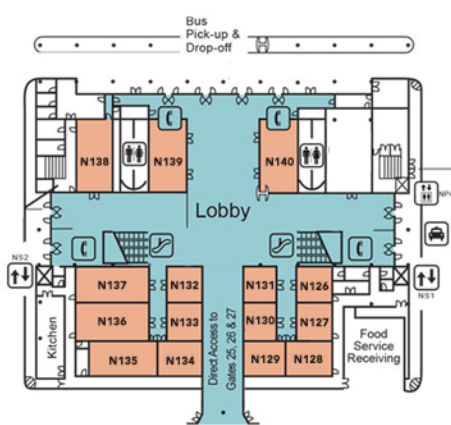 Bus
Pick-up &
Drop-off
N138
N139
N140
Lobby
NS2
NS1
N137
N132
N131
N126
N136
N133
N130
N127
N135
N134
N129
N128
Kitchen
Direct Access to
Gates 25, 26 & 27
Food
Service
Receiving